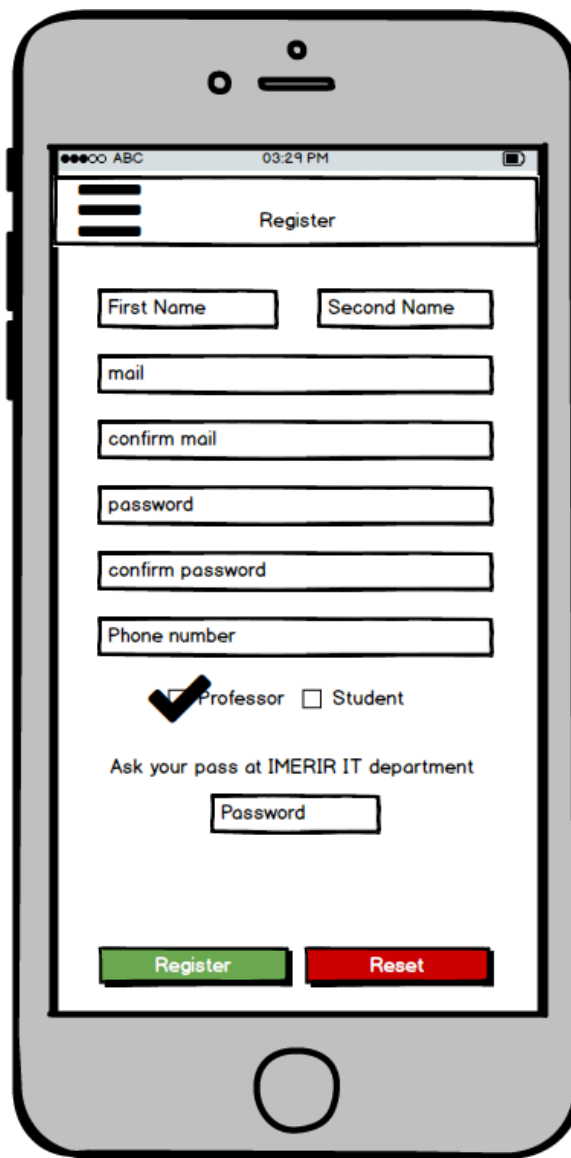 ABC 03:29 PM
Register
First Name Second Name
mail
confirm mail
password
confirm password
Phone number
Professor Student
Ask your pass at IMERIR IT department
Password
Register Reset